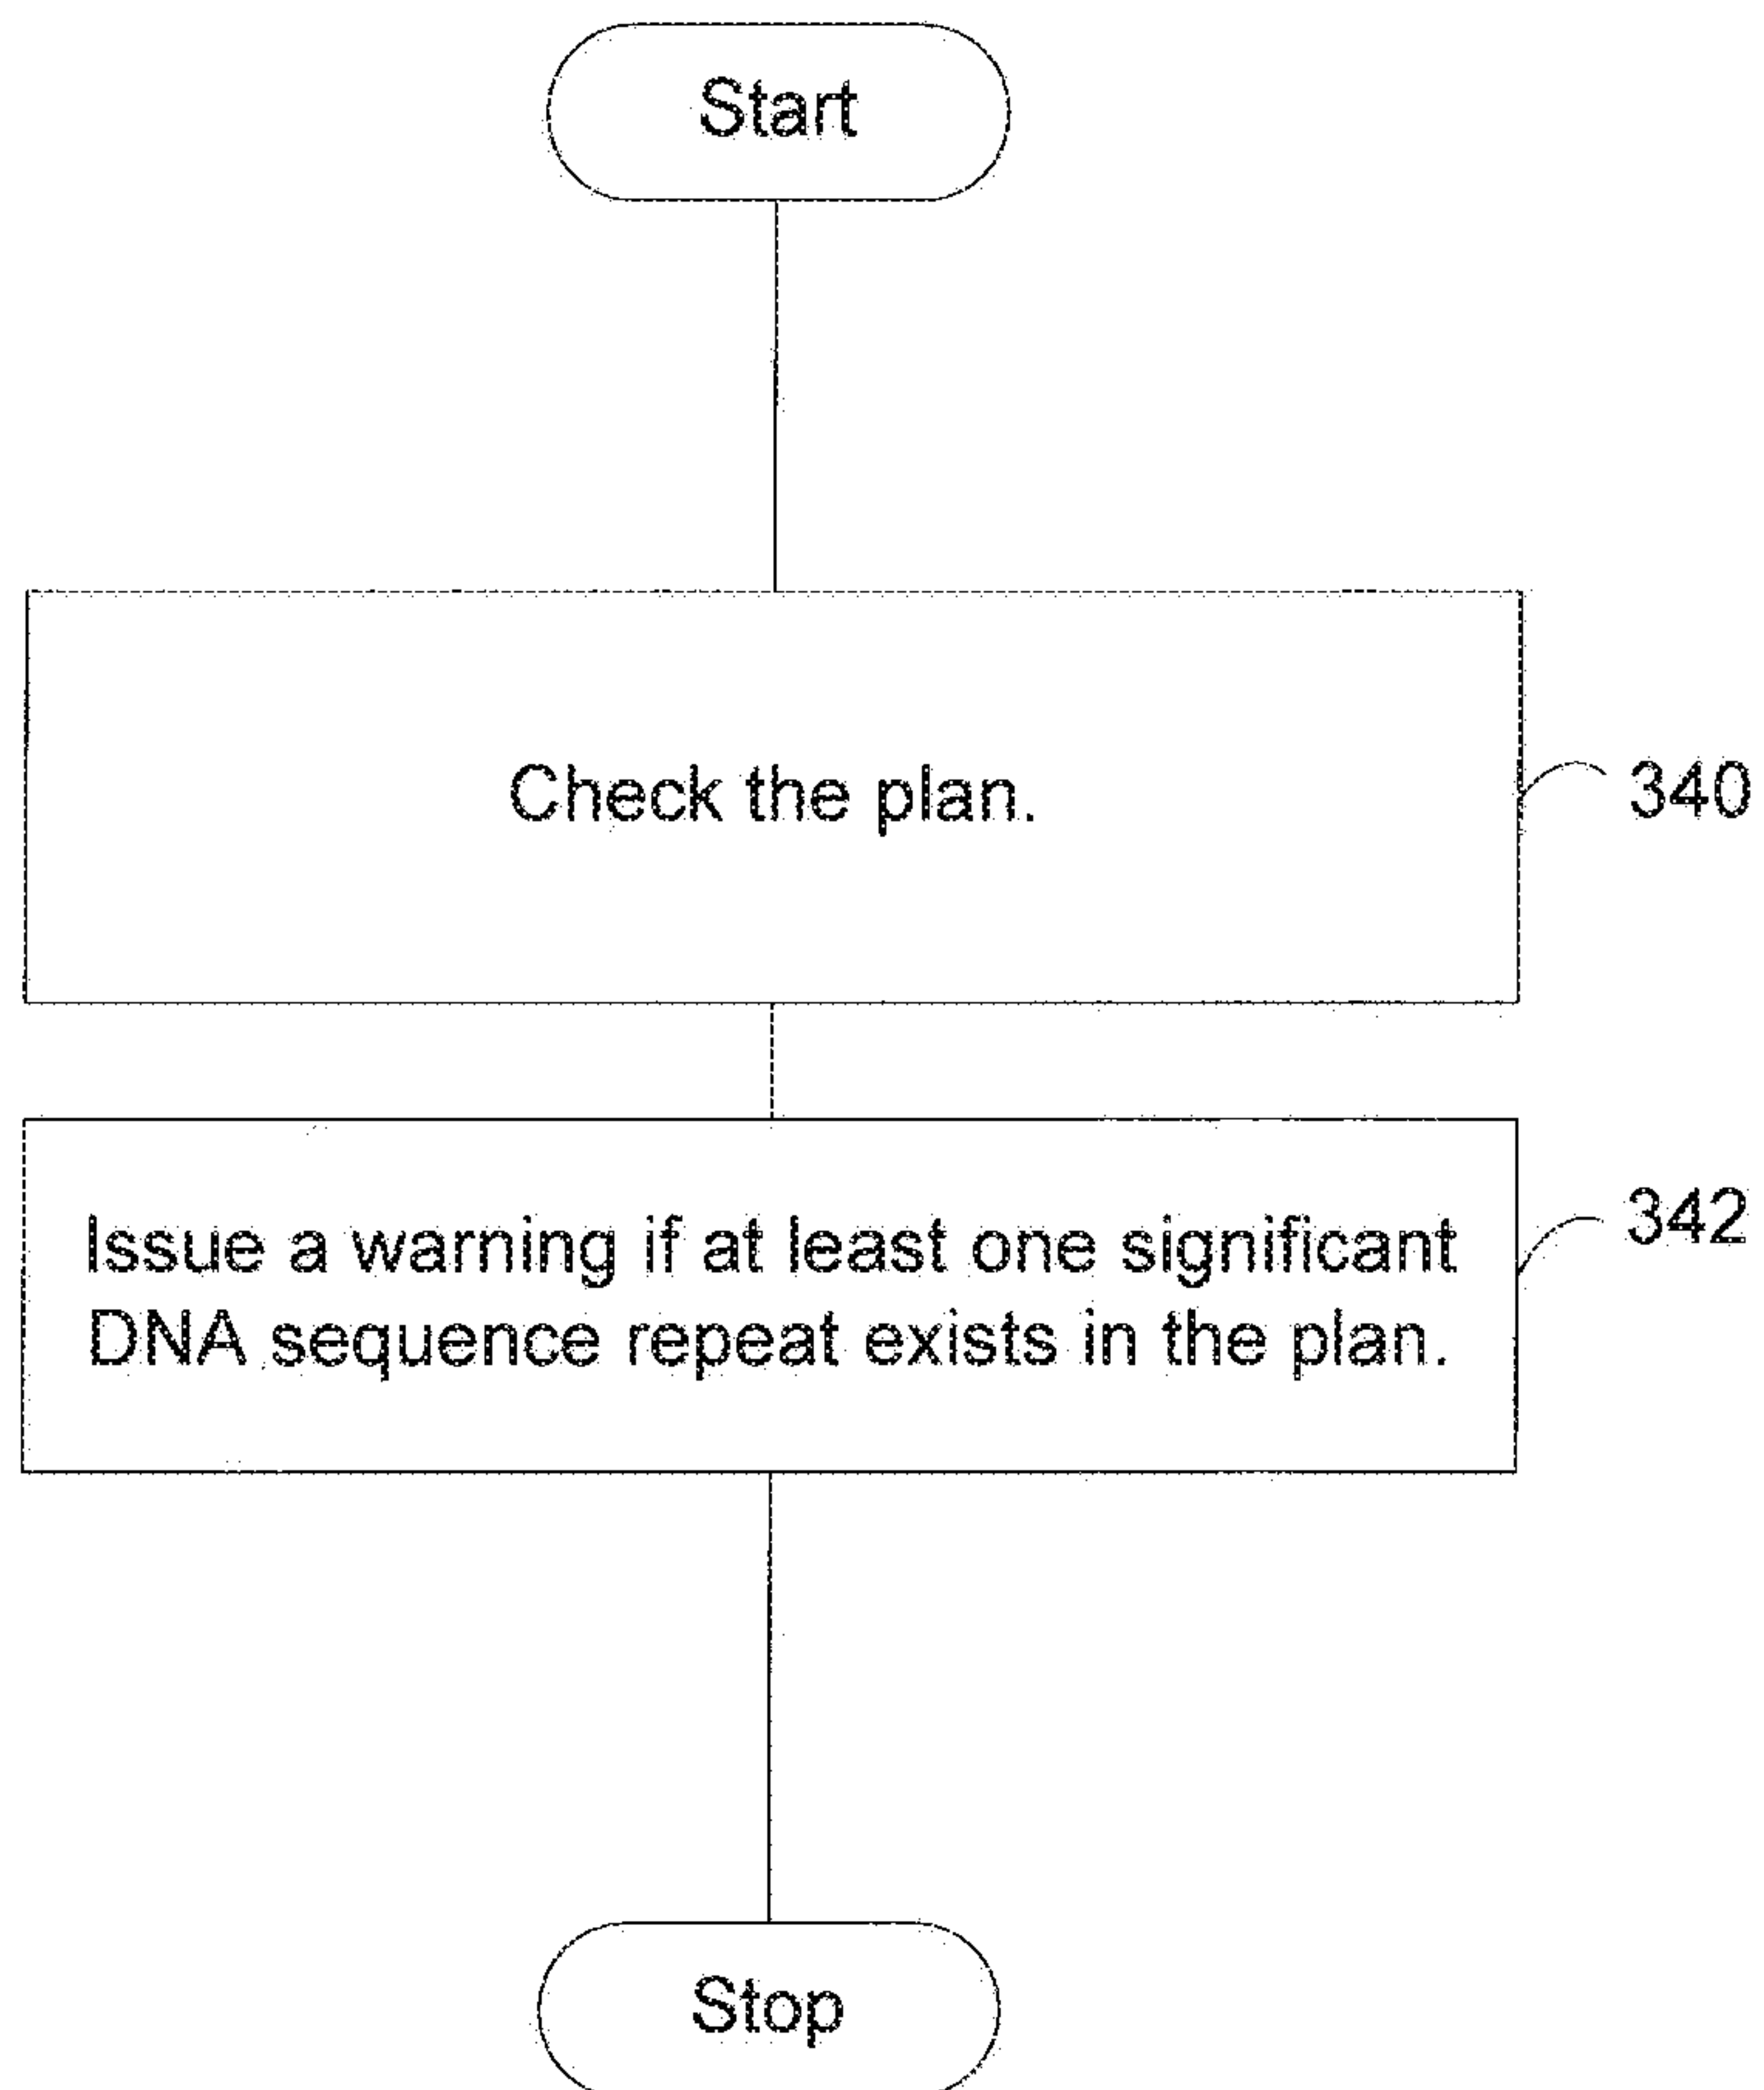 Start
Check the plan.
340
Issue a warning if at least one significant
DNA sequence repeat exists in the plan.
342
Stop